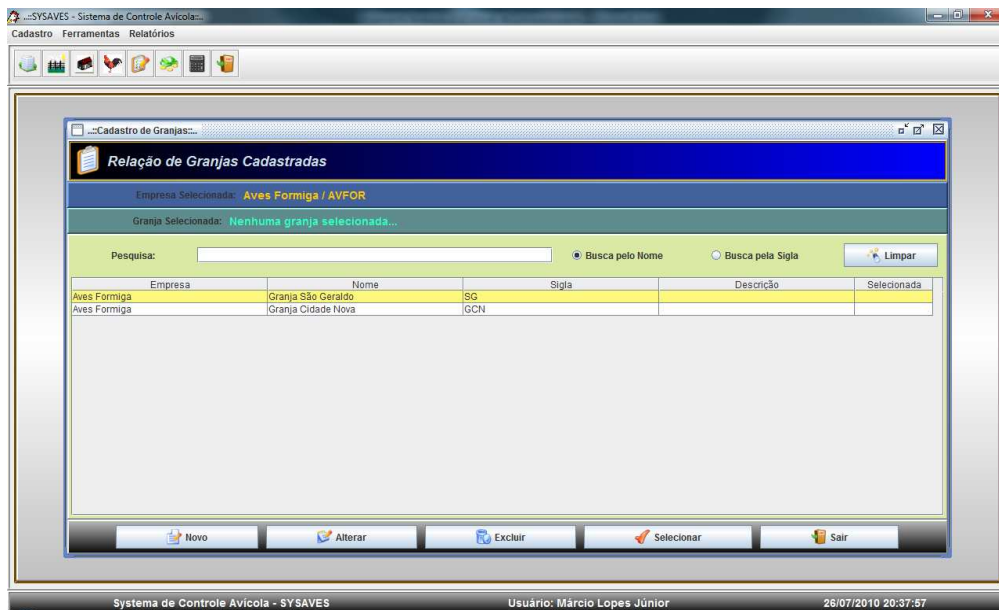 ..::SYSAVES - Sistema de Controle Avícola::..
Cadastro Ferramentas Relatórios
..::Cadastro de Granjas::..
Relação de Granjas Cadastradas
Empresa Selecionada: Aves Formiga / AVFOR
Granja Selecionada: Nenhuma granja selecionada...
Pesquisa: Busca pelo Nome Busca pela Sigla Limpar
Empresa Nome Sigla Descrição Selecionada
Aves Formiga Granja São Geraldo SG
Aves Formiga Granja Cidade Nova GCN
Novo Alterar Excluir Selecionar Sair
Systema de Controle Avícola - SYSAVES Usuário: Márcio Lopes Júnior 26/07/2010 20:37:57